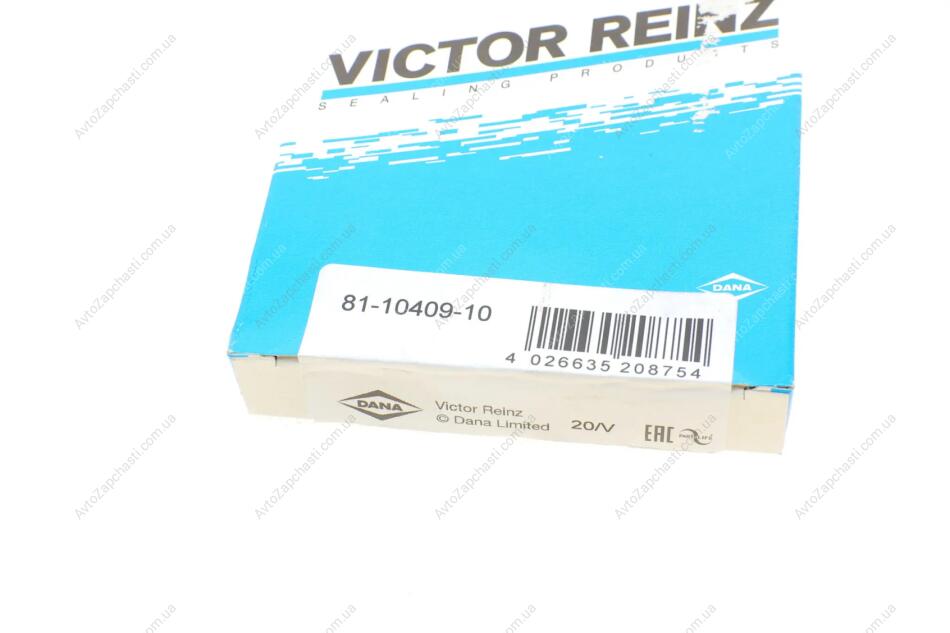 VICTOR REINZ
SEALING PRODUCTS
DANA
81-10409-10
4 026635 208754
DANA
Victor Reinz
© Dana Limited
20/V
EAC
PARTSLIFE
AvtoZapchasti.com.ua